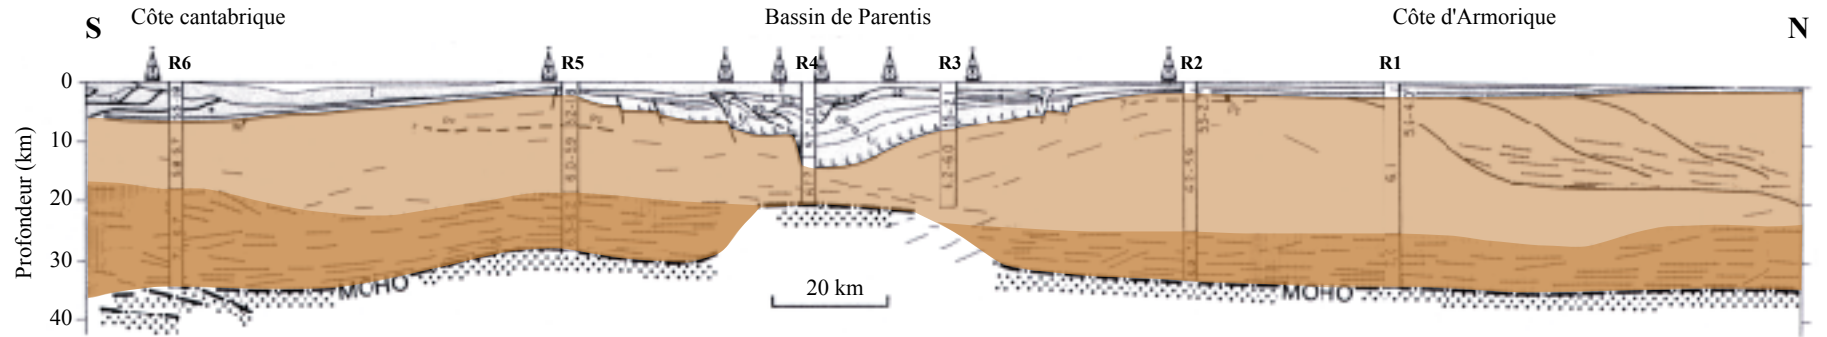 Côte cantabrique
Bassin de Parentis
Côte d'Armorique
S
N
R6
R5
R4
R3
R2
R1
Profondeur (km)
0
10
20
30
40
MOHO
MOHO
20 km